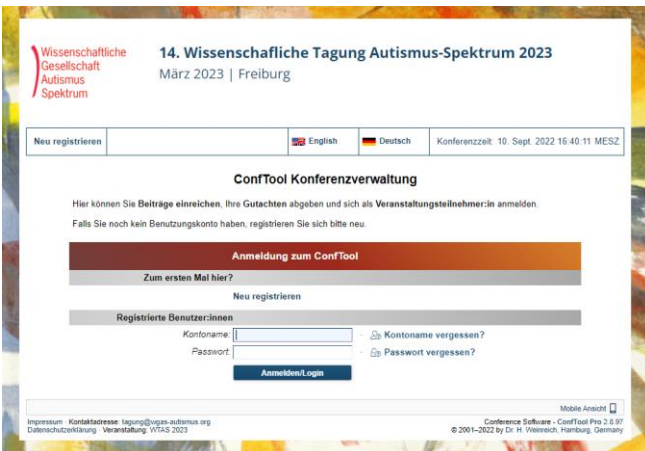 Wissenschaftliche
Gesellschaft
Autismus
Spektrum
14. Wissenschafliche Tagung Autismus-Spektrum 2023
März 2023 | Freiburg
Neu registrieren
English
Deutsch
Konferenzzeit: 10. Sept. 2022 16:40:11 MESZ
ConfTool Konferenzverwaltung
Hier können Sie Beiträge einreichen, Ihre Gutachten abgeben und sich als Veranstaltungsteilnehmer:in anmelden.
Falls Sie noch kein Benutzungskonto haben, registrieren Sie sich bitte neu.
Anmeldung zum ConfTool
Zum ersten Mal hier?
Neu registrieren
Registrierte Benutzer:innen
Kontoname: - Kontoname vergessen?
Passwort: - Passwort vergessen?
Anmelden/Login
Mobile Ansicht
Impressum · Kontaktadresse: tagung@wgas-autismus.org
Datenschutzerklärung · Veranstaltung: WTAS 2023
Conference Software - ConfTool Pro 2.8.97
© 2001–2022 by Dr. H. Weinreich, Hamburg, Germany